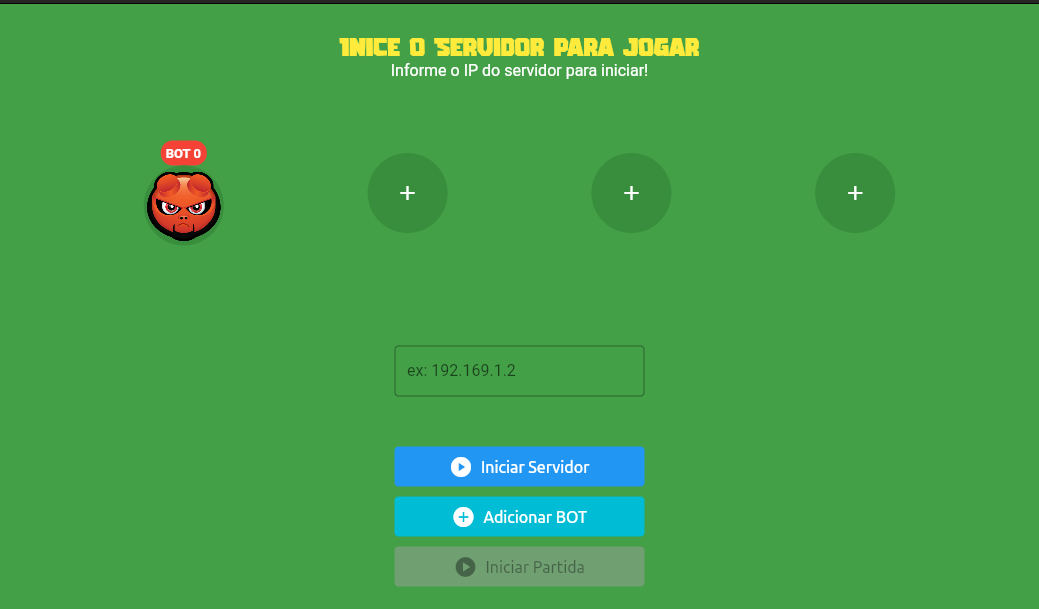 INICE O SERVIDOR PARA JOGAR
Informe o IP do servidor para iniciar!
BOT 0
+ + +
ex: 192.169.1.2
Iniciar Servidor
Adicionar BOT
Iniciar Partida